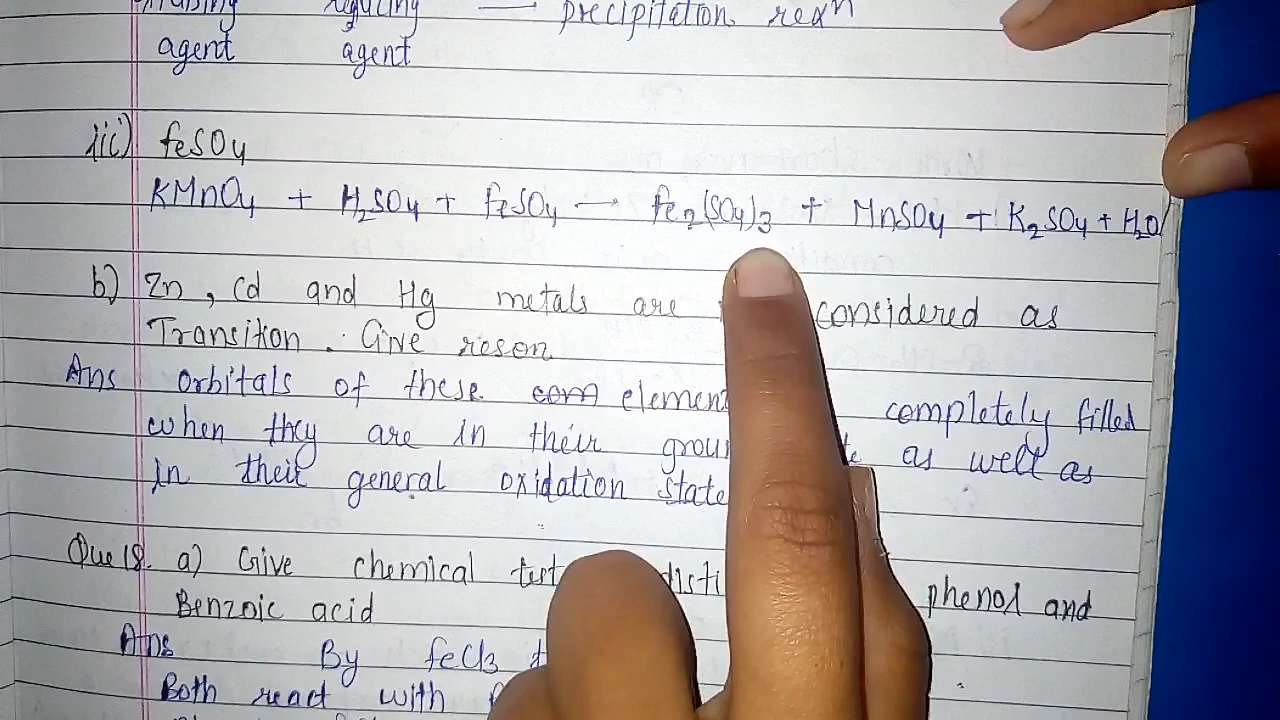 agent agent
precipitation reaxⁿ
iii) feSO4
KMnO4 + H2SO4 + feSO4 → fe2(SO4)3 + MnSO4 + K2SO4 + H2O
b) Zn, Cd and Hg metals are considered as
Transition. Give reson
Ans orbitals of these com element completely filled
when they are in their as well as
in their general oxidation state
Que 18. a) Give chemical test phenol and
Benzoic acid
Ans By feCl3
Both react with